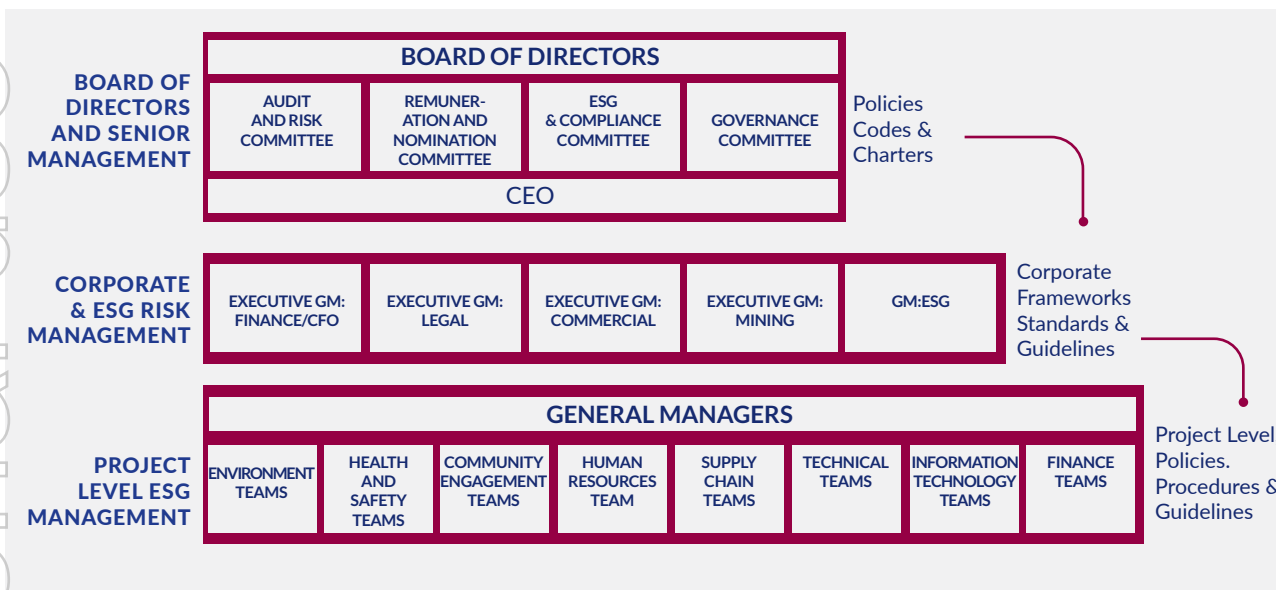 BOARD OF DIRECTORS
BOARD OF
DIRECTORS
AND SENIOR
MANAGEMENT
AUDIT
AND RISK
COMMITTEE
REMUNER-
ATION AND
NOMINATION
COMMITTEE
ESG
& COMPLIANCE
COMMITTEE
GOVERNANCE
COMMITTEE
CEO
Policies
Codes &
Charters
CORPORATE
& ESG RISK
MANAGEMENT
EXECUTIVE GM:
FINANCE/CFO
EXECUTIVE GM:
LEGAL
EXECUTIVE GM:
COMMERCIAL
EXECUTIVE GM:
MINING
GM:ESG
Corporate
Frameworks
Standards &
Guidelines
GENERAL MANAGERS
PROJECT
LEVEL ESG
MANAGEMENT
ENVIRONMENT
TEAMS
HEALTH
AND
SAFETY
TEAMS
COMMUNITY
ENGAGEMENT
TEAMS
HUMAN
RESOURCES
TEAM
SUPPLY
CHAIN
TEAMS
TECHNICAL
TEAMS
INFORMATION
TECHNOLOGY
TEAMS
FINANCE
TEAMS
Project Level
Policies.
Procedures &
Guidelines